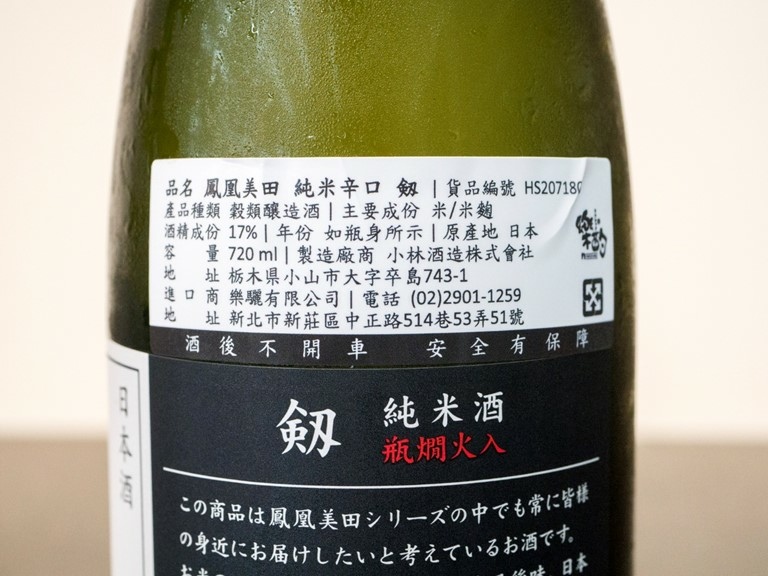 品名 鳳凰美田 純米辛口 剱 | 貨品編號 HS207180
產品種類 穀類釀造酒 | 主要成份 米/米麴
酒精成份 17% | 年份 如瓶身所示 | 原產地 日本
容 量 720 ml | 製造廠商 小林酒造株式會社
地 址 栃木県小山市大字卒島743-1
進口商 樂驪有限公司 | 電話 (02)2901-1259
地 址 新北市新莊區中正路514巷53弄51號
酒後不開車 安全有保障
日本酒
剱 純米酒
瓶燗火入
この商品は鳳凰美田シリーズの中でも常に皆様
の身近にお届けしたいと考えているお酒です。